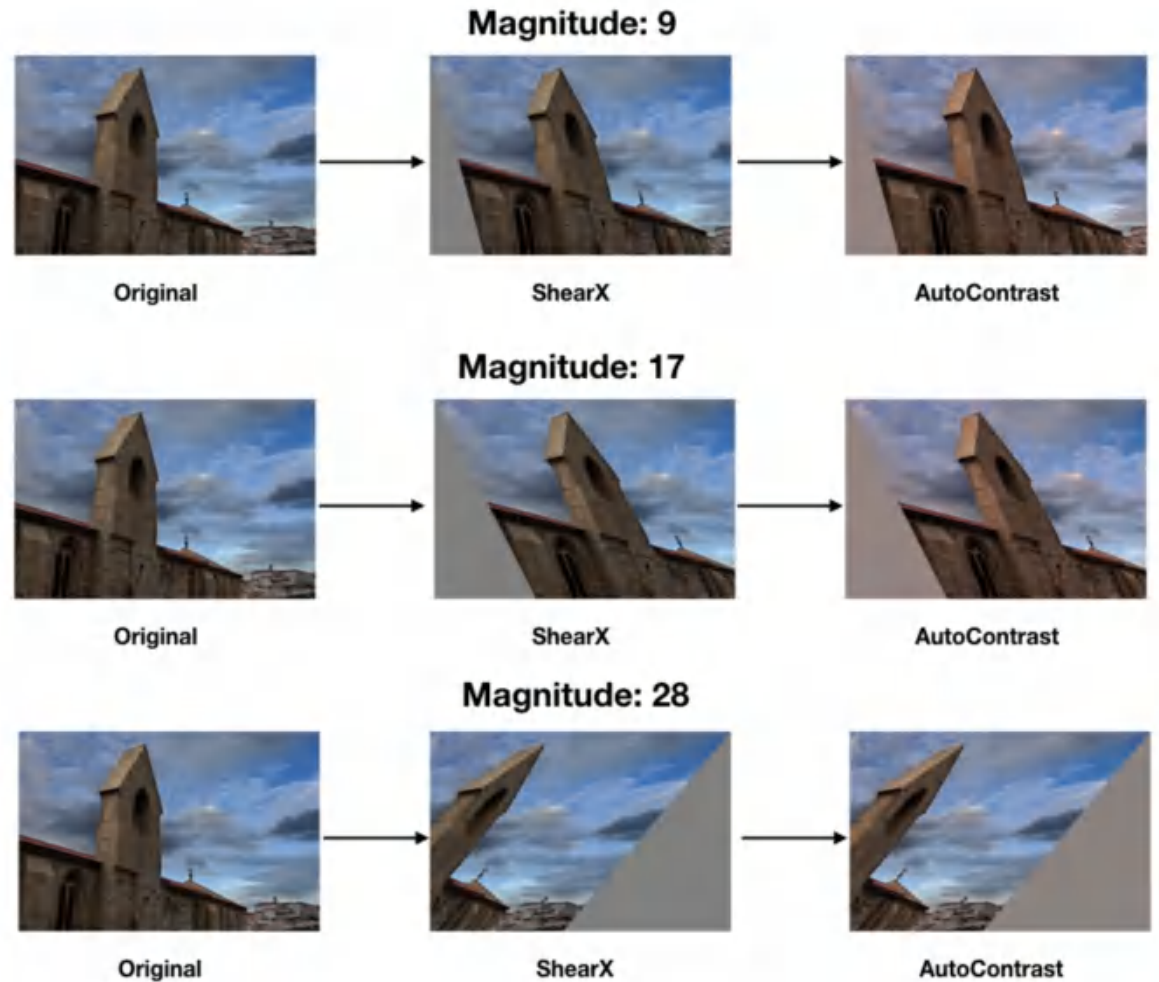 Magnitude: 9
Original
ShearX
AutoContrast
Magnitude: 17
Original
ShearX
AutoContrast
Magnitude: 28
Original
ShearX
AutoContrast